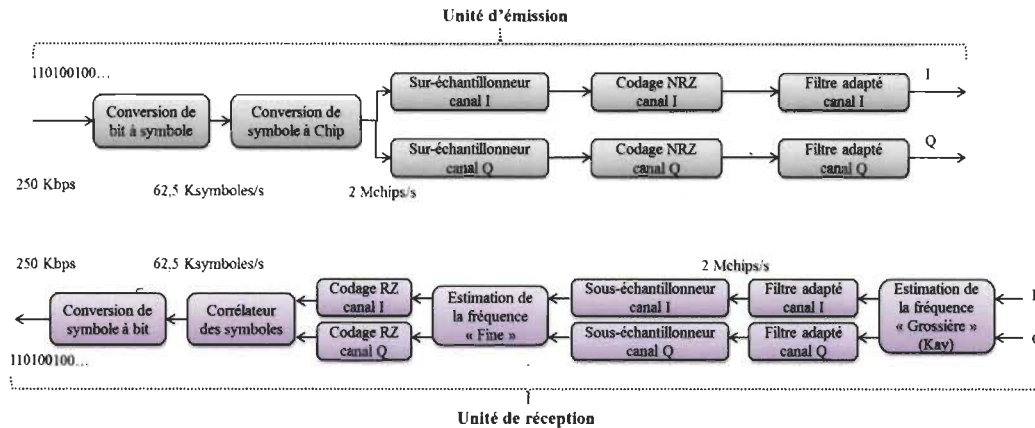 Unité d'émission
110100100...
Conversion de
bit à symbole
Conversion de
symbole à Chip
Sur-échantillonneur
canal I
Codage NRZ
canal I
Filtre adapté
canal I
I
Sur-échantillonneur
canal Q
Codage NRZ
canal Q
Filtre adapté
canal Q
Q
250 Kbps
62,5 Ksymboles/s
2 Mchips/s
250 Kbps
62,5 Ksymboles/s
2 Mchips/s
Conversion de
symbole à bit
Corrélateur
des symboles
Codage RZ
canal I
Codage RZ
canal Q
Estimation de
la fréquence
« Fine »
Sous-échantillonneur
canal I
Sous-échantillonneur
canal Q
Filtre adapté
canal I
Filtre adapté
canal Q
Estimation de
la fréquence
« Grossière »
(Kay)
110100100...
Unité de réception